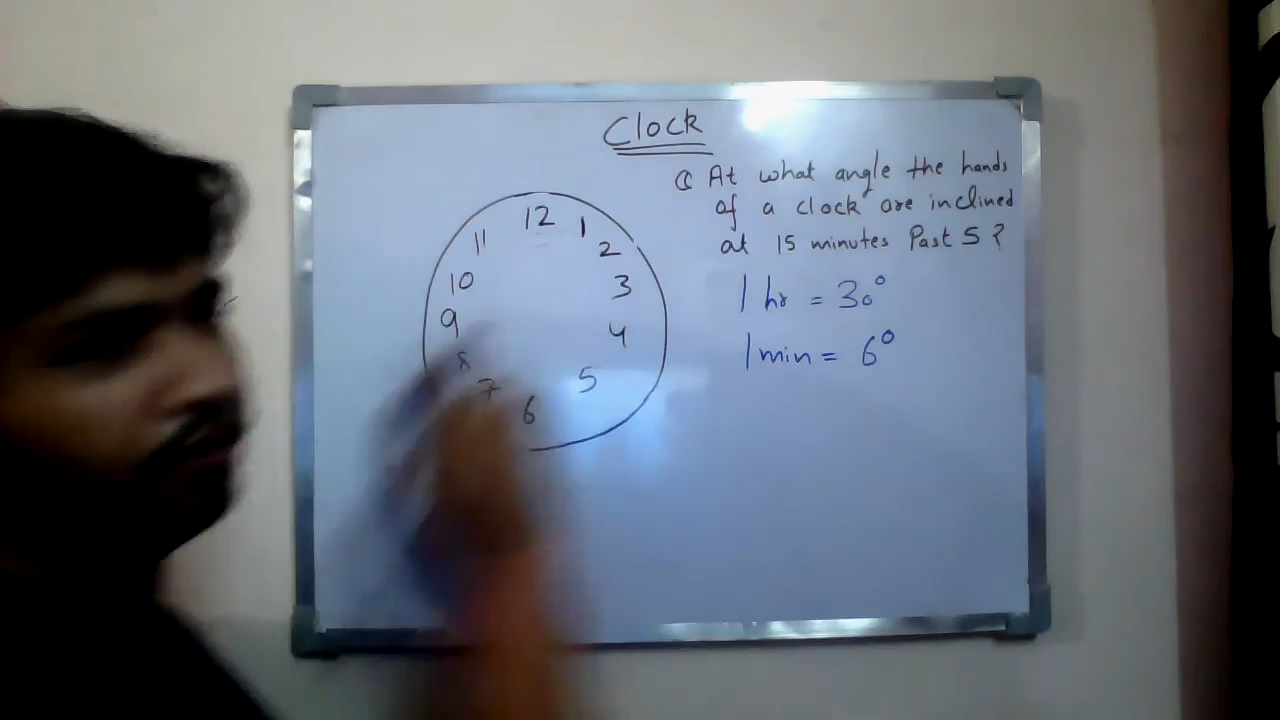 Clock
Q At what angle the hands
of a clock are inclined
at 15 minutes Past 5 ?
1 hr = 30°
1 min = 6°
12
1
2
3
4
5
6
7
8
9
10
11